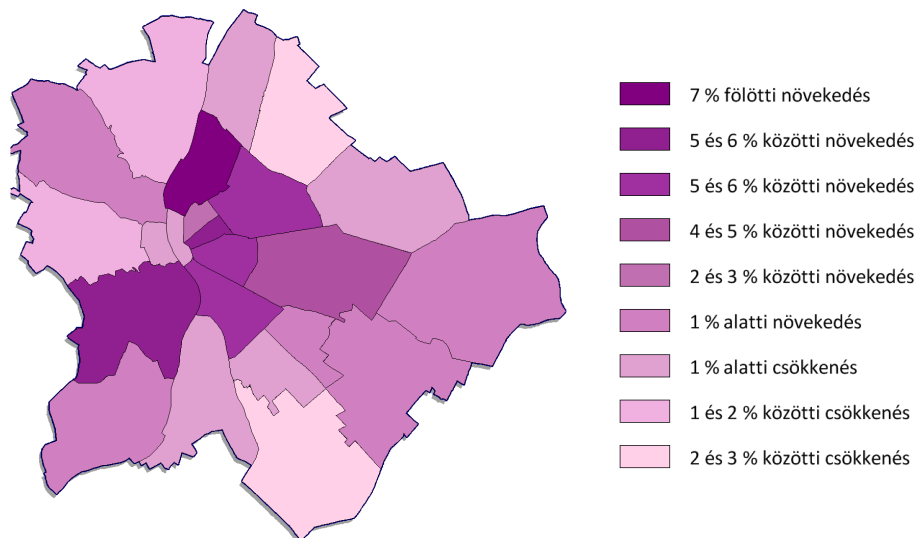 7 % fölötti növekedés
5 és 6 % közötti növekedés
5 és 6 % közötti növekedés
4 és 5 % közötti növekedés
2 és 3 % közötti növekedés
1 % alatti növekedés
1 % alatti csökkenés
1 és 2 % közötti csökkenés
2 és 3 % közötti csökkenés